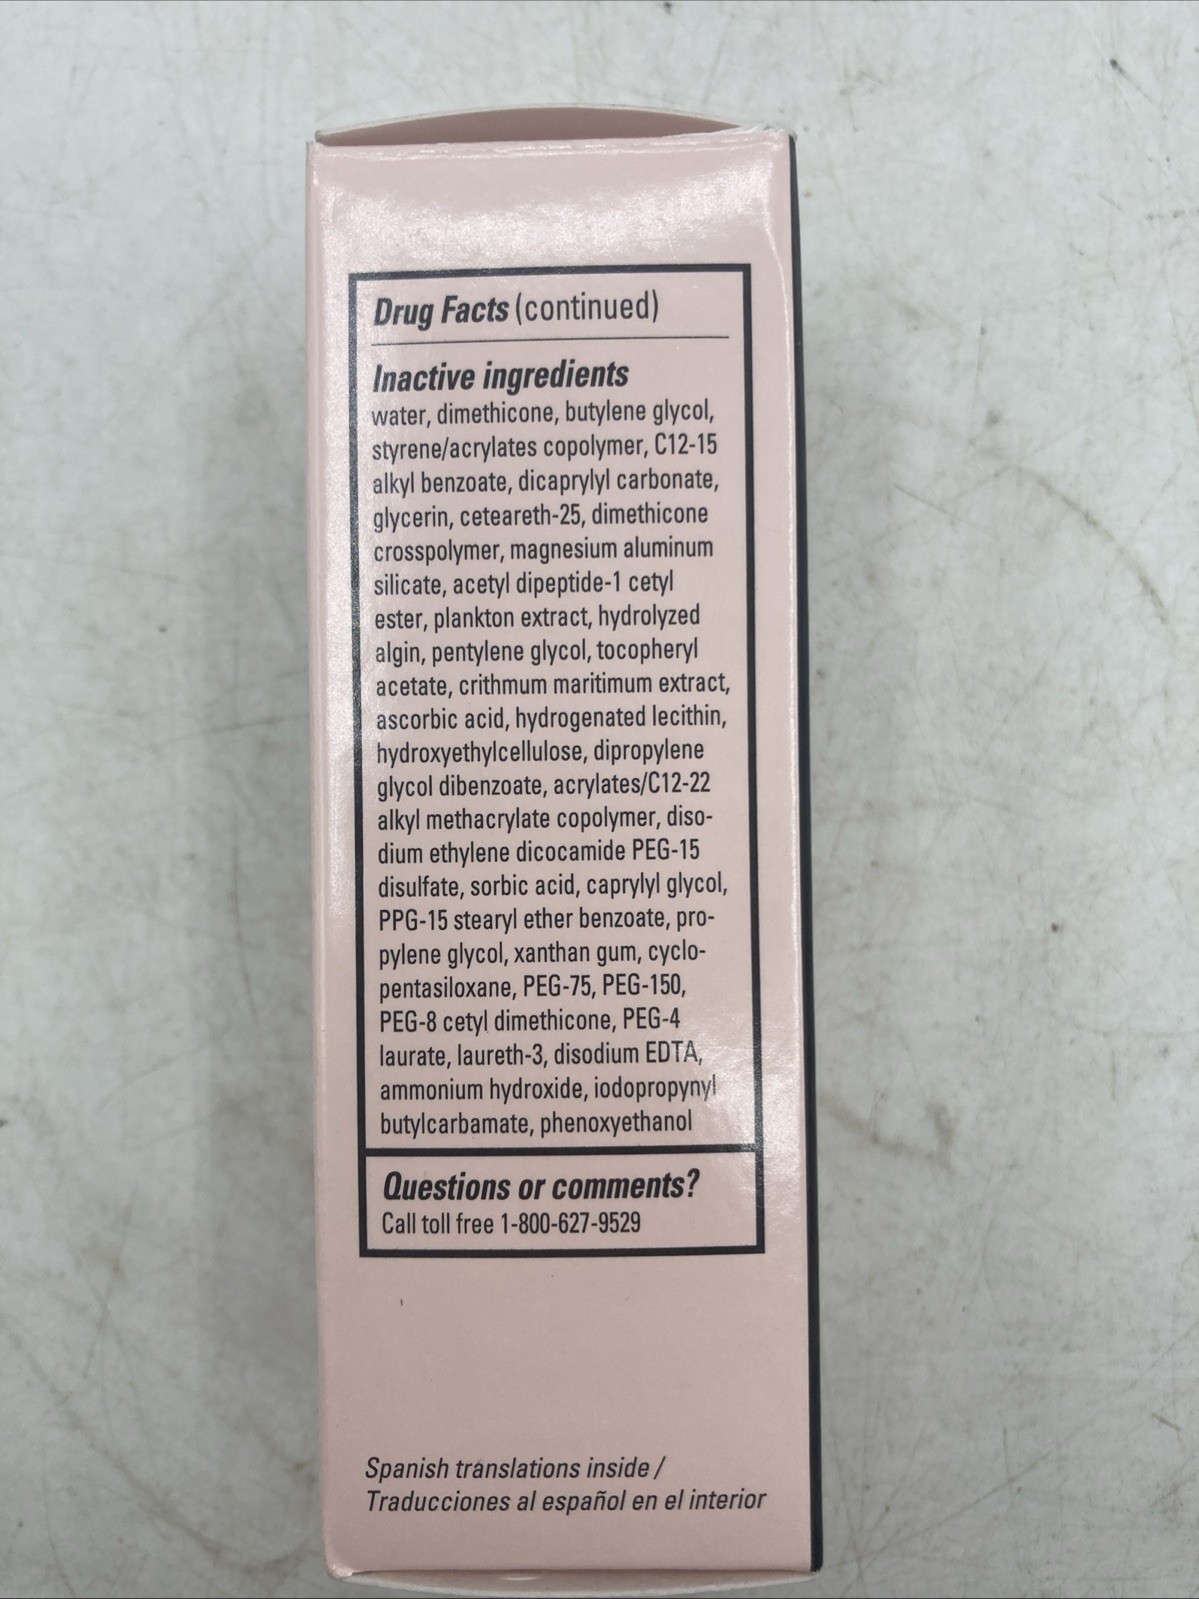 Drug Facts (continued)
Inactive ingredients
water, dimethicone, butylene glycol,
styrene/acrylates copolymer, C12-15
alkyl benzoate, dicaprylyl carbonate,
glycerin, ceteareth-25, dimethicone
crosspolymer, magnesium aluminum
silicate, acetyl dipeptide-1 cetyl
ester, plankton extract, hydrolyzed
algin, pentylene glycol, tocopheryl
acetate, crithmum maritimum extract,
ascorbic acid, hydrogenated lecithin,
hydroxyethylcellulose, dipropylene
glycol dibenzoate, acrylates/C12-22
alkyl methacrylate copolymer, diso-
dium ethylene dicocamide PEG-15
disulfate, sorbic acid, caprylyl glycol,
PPG-15 stearyl ether benzoate, pro-
pylene glycol, xanthan gum, cyclo-
pentasiloxane, PEG-75, PEG-150,
PEG-8 cetyl dimethicone, PEG-4
laurate, laureth-3, disodium EDTA,
ammonium hydroxide, iodopropynyl
butylcarbamate, phenoxyethanol
Questions or comments?
Call toll free 1-800-627-9529
Spanish translations inside /
Traducciones al español en el interior